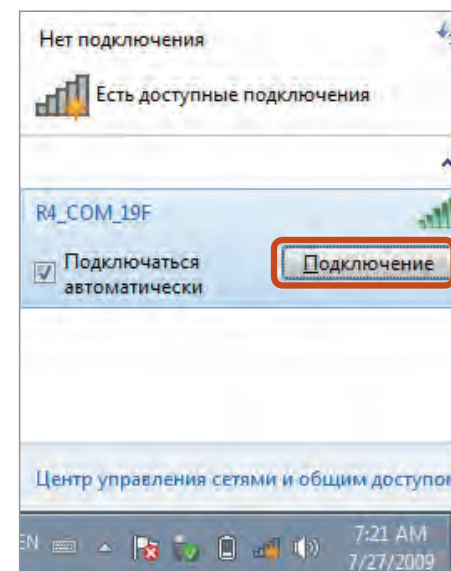 Нет подключения
Есть доступные подключения
R4_COM_19F
Подключаться
автоматически
Подключение
Центр управления сетями и общим
EN
7:21 AM
7/27/2009